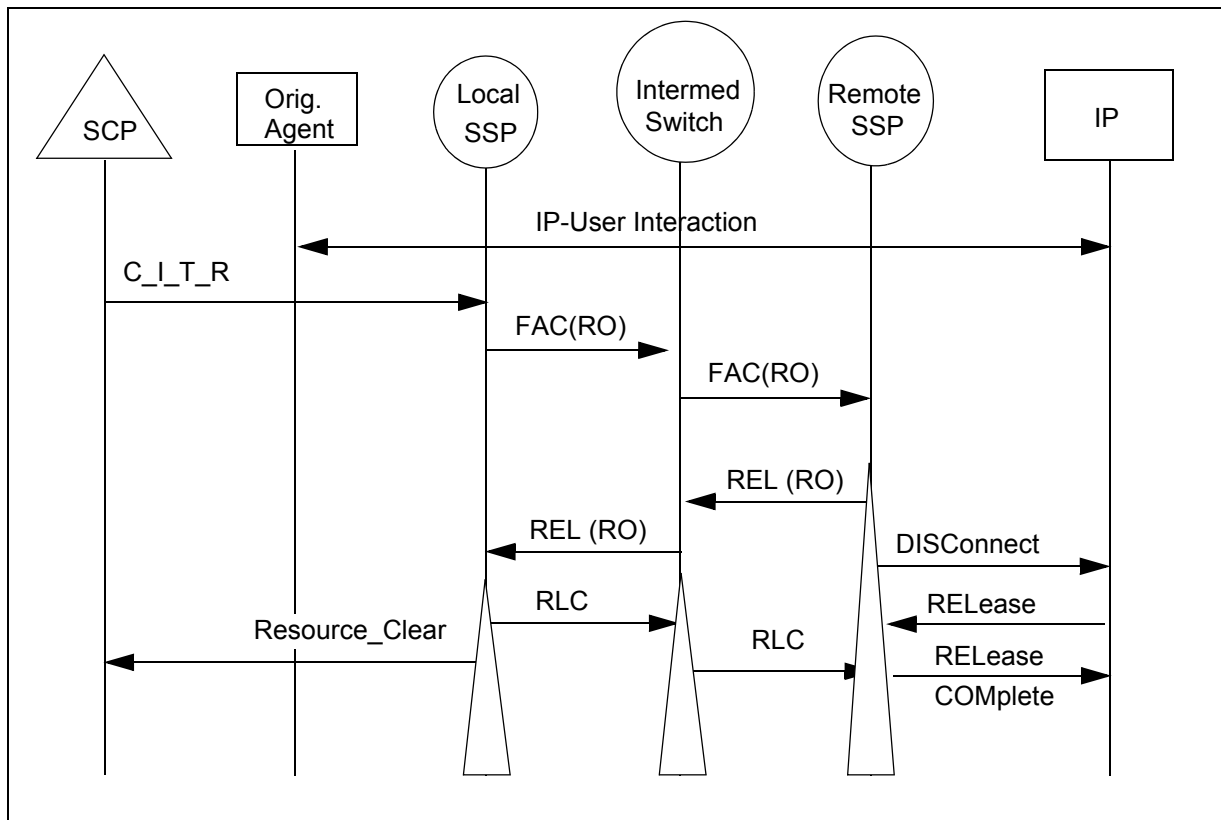 SCP
Orig.
Agent
Local
SSP
Intermed
Switch
Remote
SSP
IP
IP-User Interaction
C_I_T_R
FAC(RO)
FAC(RO)
REL (RO)
REL (RO)
DISConnect
RLC
RELease
Resource_Clear
RLC
RELease
COMplete